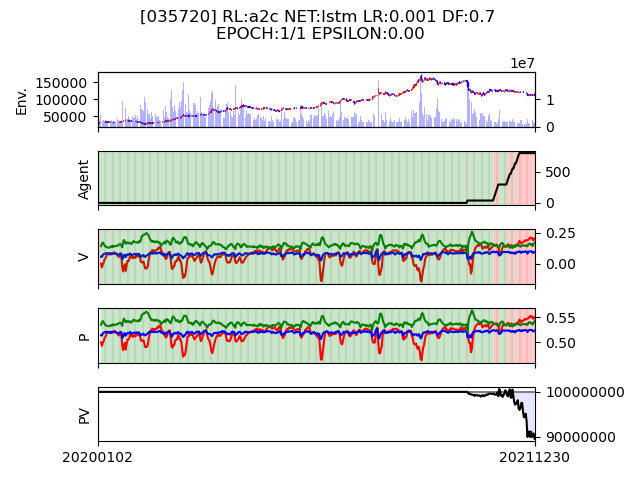 [035720] RL:a2c NET:lstm LR:0.001 DF:0.7
EPOCH:1/1 EPSILON:0.00
1e7
Env.
150000
100000
50000
1
0
Agent
500
0
V
0.25
0.00
P
0.55
0.50
PV
100000000
90000000
20200102
20211230